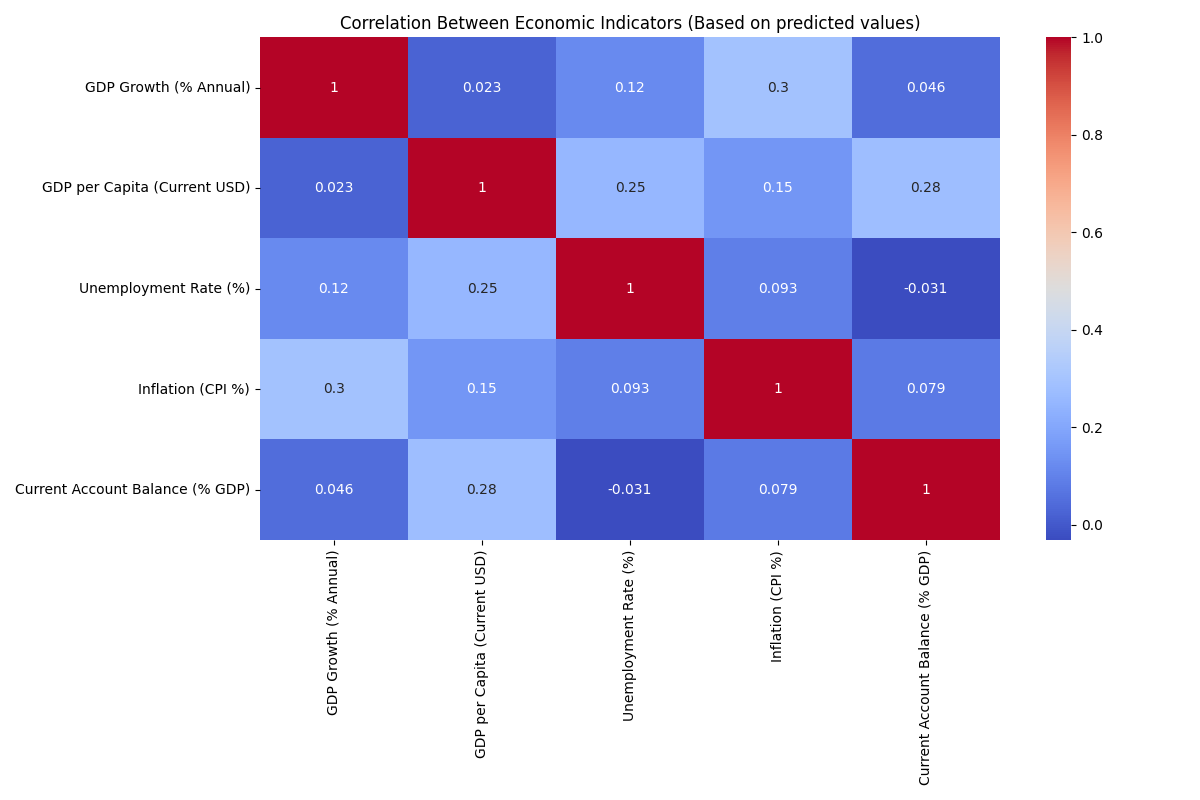 Correlation Between Economic Indicators (Based on predicted values)
GDP Growth (% Annual)
1
0.023
0.12
0.3
0.046
GDP per Capita (Current USD)
0.023
1
0.25
0.15
0.28
Unemployment Rate (%)
0.12
0.25
1
0.093
-0.031
Inflation (CPI %)
0.3
0.15
0.093
1
0.079
Current Account Balance (% GDP)
0.046
0.28
-0.031
0.079
1
GDP Growth (% Annual)
GDP per Capita (Current USD)
Unemployment Rate (%)
Inflation (CPI %)
Current Account Balance (% GDP)
1.0
0.8
0.6
0.4
0.2
0.0